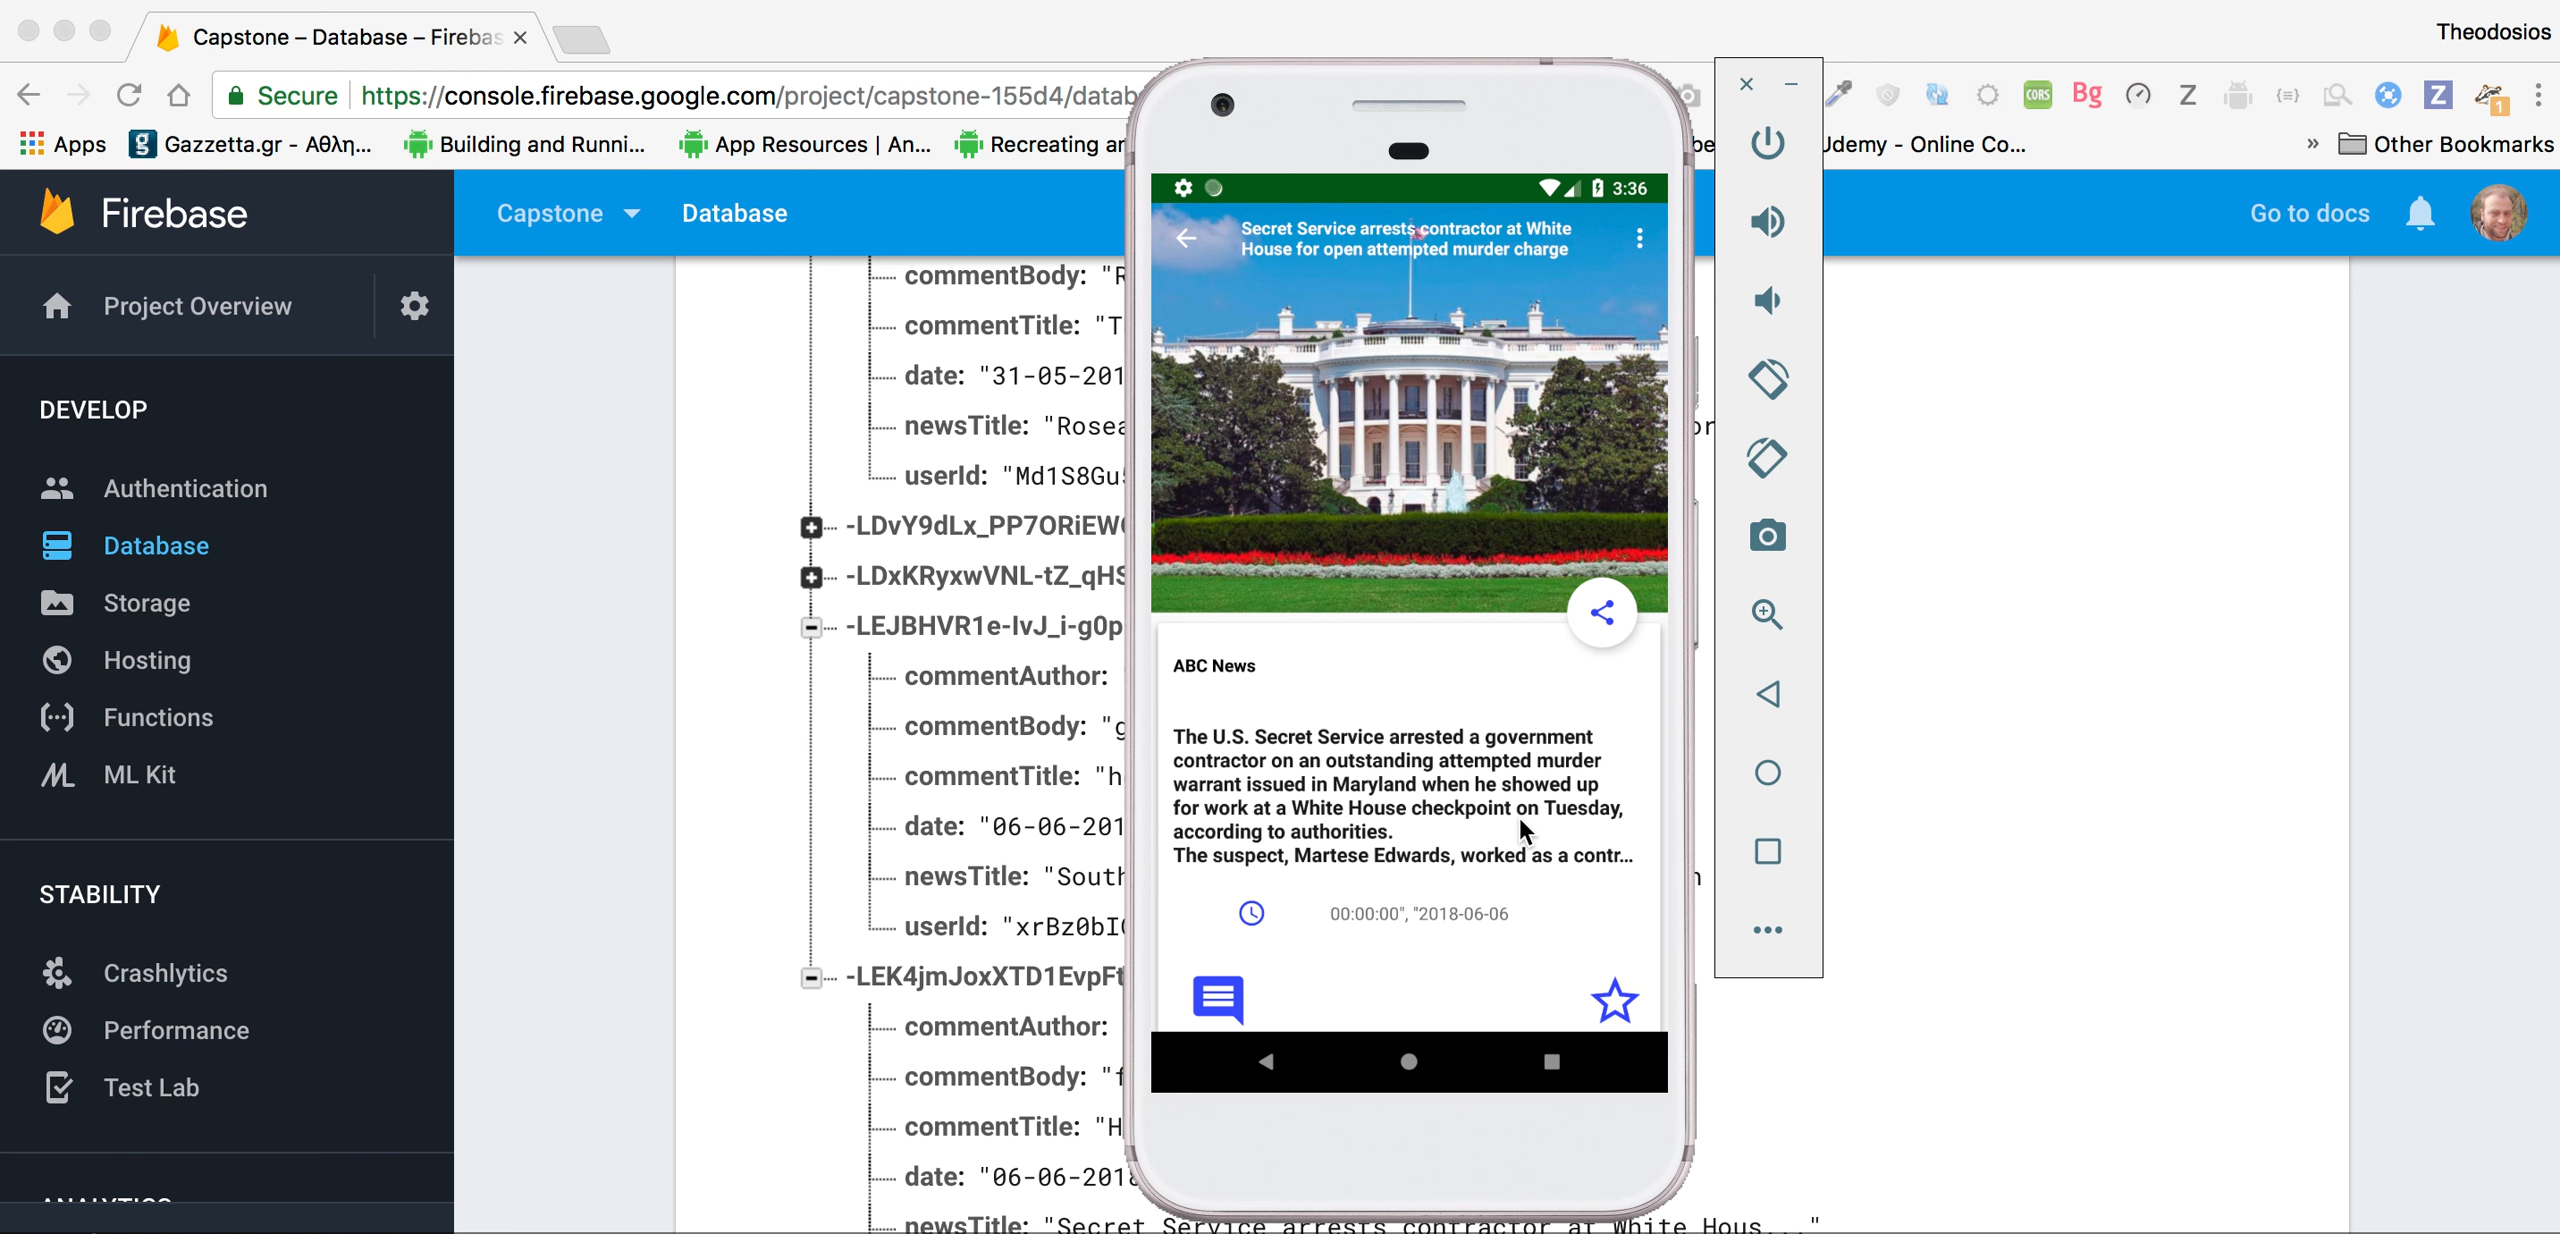 Capstone – Database – Firebas
Theodosios
Secure
https://console.firebase.google.com/project/capstone-155d4/datab
CORS
Bg
Z
Z
1
Apps
Gazzetta.gr - Αθλη...
Building and Runni...
App Resources | An...
Recreating
Udemy - Online Co...
»
Other Bookmarks
Firebase
Capstone
Database
Go to docs
Project Overview
DEVELOP
Authentication
Database
Storage
Hosting
Functions
ML Kit
STABILITY
Crashlytics
Performance
Test Lab
ANALYTICS
commentBody: "R
commentTitle: "T
date: "31-05-201
newsTitle: "Rosea
userId: "Md1S8Gu
-LDvY9dLx_PP7ORiEW
-LDxKRyxwVNL-tZ_qHS
-LEJBHVR1e-IvJ_i-g0p
commentAuthor:
commentBody: "g
commentTitle: "h
date: "06-06-201
newsTitle: "South
userId: "xrBz0bI
-LEK4jmJoxXTD1EvpFt
commentAuthor:
commentBody: "f
commentTitle: "H
date: "06-06-2018
newsTitle: "Secret Service arrests contractor at White Hous..."
3:36
Secret Service arrests contractor at White
House for open attempted murder charge
ABC News
The U.S. Secret Service arrested a government
contractor on an outstanding attempted murder
warrant issued in Maryland when he showed up
for work at a White House checkpoint on Tuesday,
according to authorities.
The suspect, Martese Edwards, worked as a contr...
00:00:00", "2018-06-06